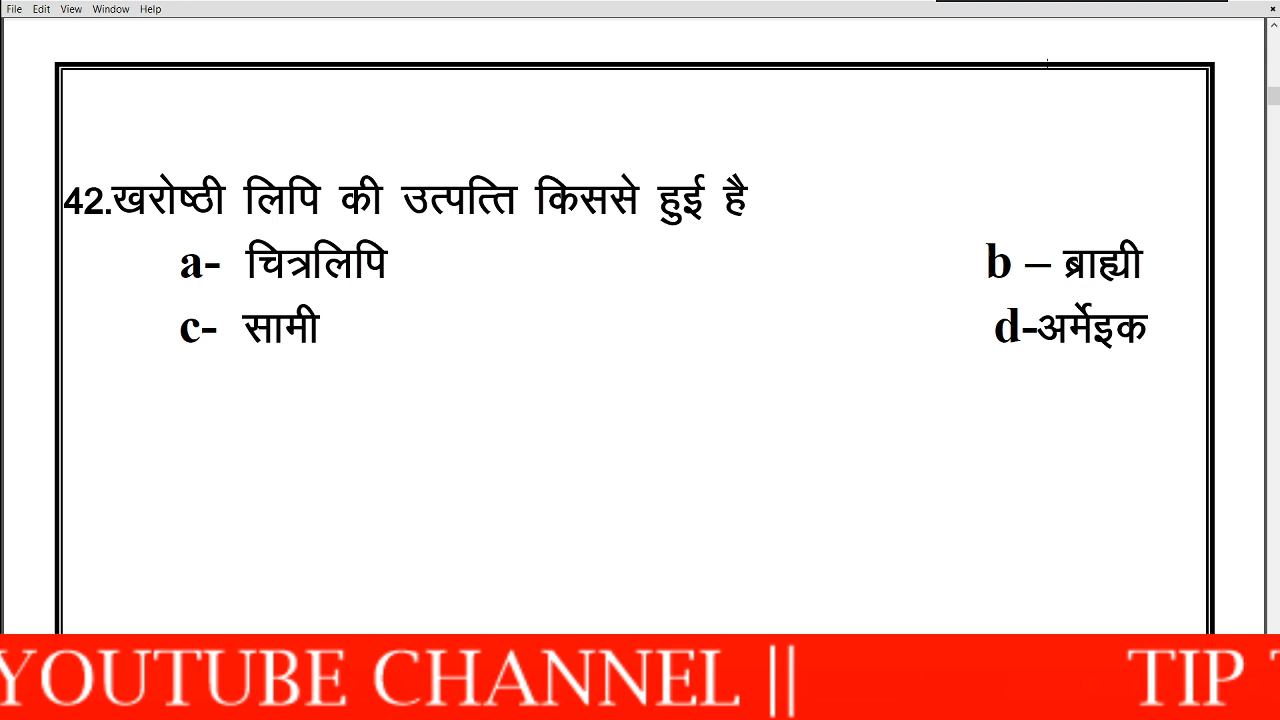 File Edit View Window Help
42.खरोष्ठी लिपि की उत्पत्ति किससे हुई है
a- चित्रलिपि b – ब्राह्मी
c- सामी d-अर्मेइक
YOUTUBE CHANNEL || TIP